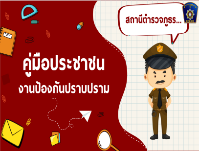 สถานีตำรวจภูธร...
คู่มือประชาชน
งานป้องกันปราบปราม